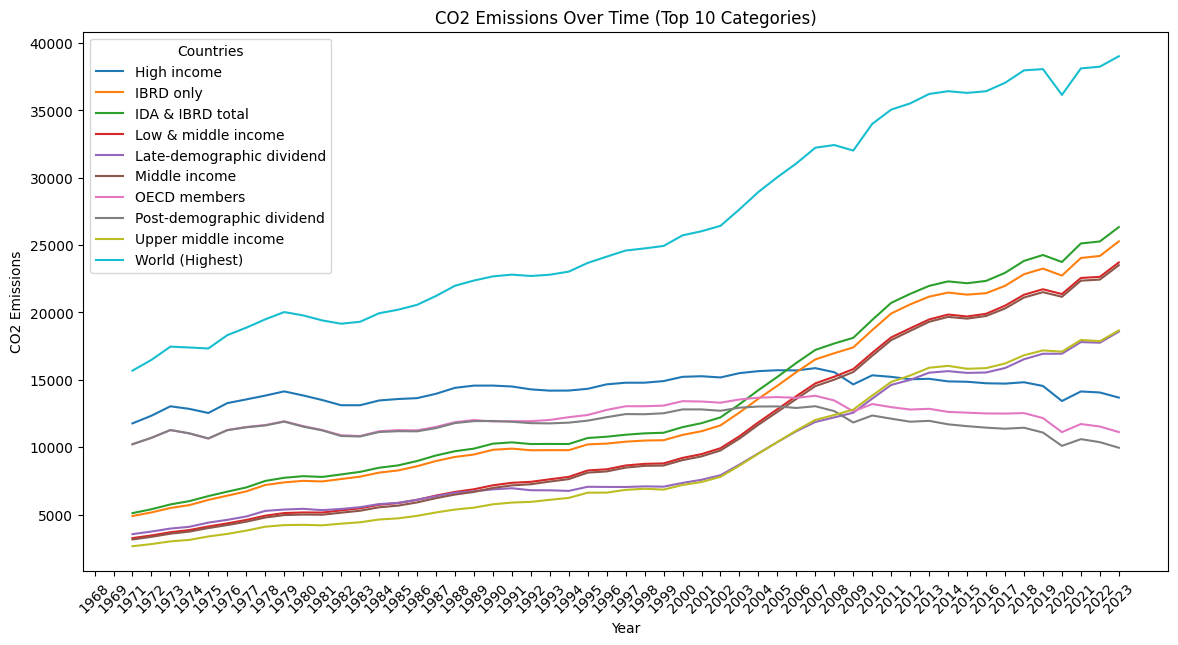 CO2 Emissions Over Time (Top 10 Categories)
Countries
High income
IBRD only
IDA & IBRD total
Low & middle income
Late-demographic dividend
Middle income
OECD members
Post-demographic dividend
Upper middle income
World (Highest)
CO2 Emissions
40000
35000
30000
25000
20000
15000
10000
5000
1968 1969 1971 1972 1973 1974 1975 1976 1977 1978 1979 1980 1981 1982 1983 1984 1985 1986 1987 1988 1989 1990 1991 1992 1993 1994 1995 1996 1997 1998 1999 2000 2001 2002 2003 2004 2005 2006 2007 2008 2009 2010 2011 2012 2013 2014 2015 2016 2017 2018 2019 2020 2021 2022 2023
Year